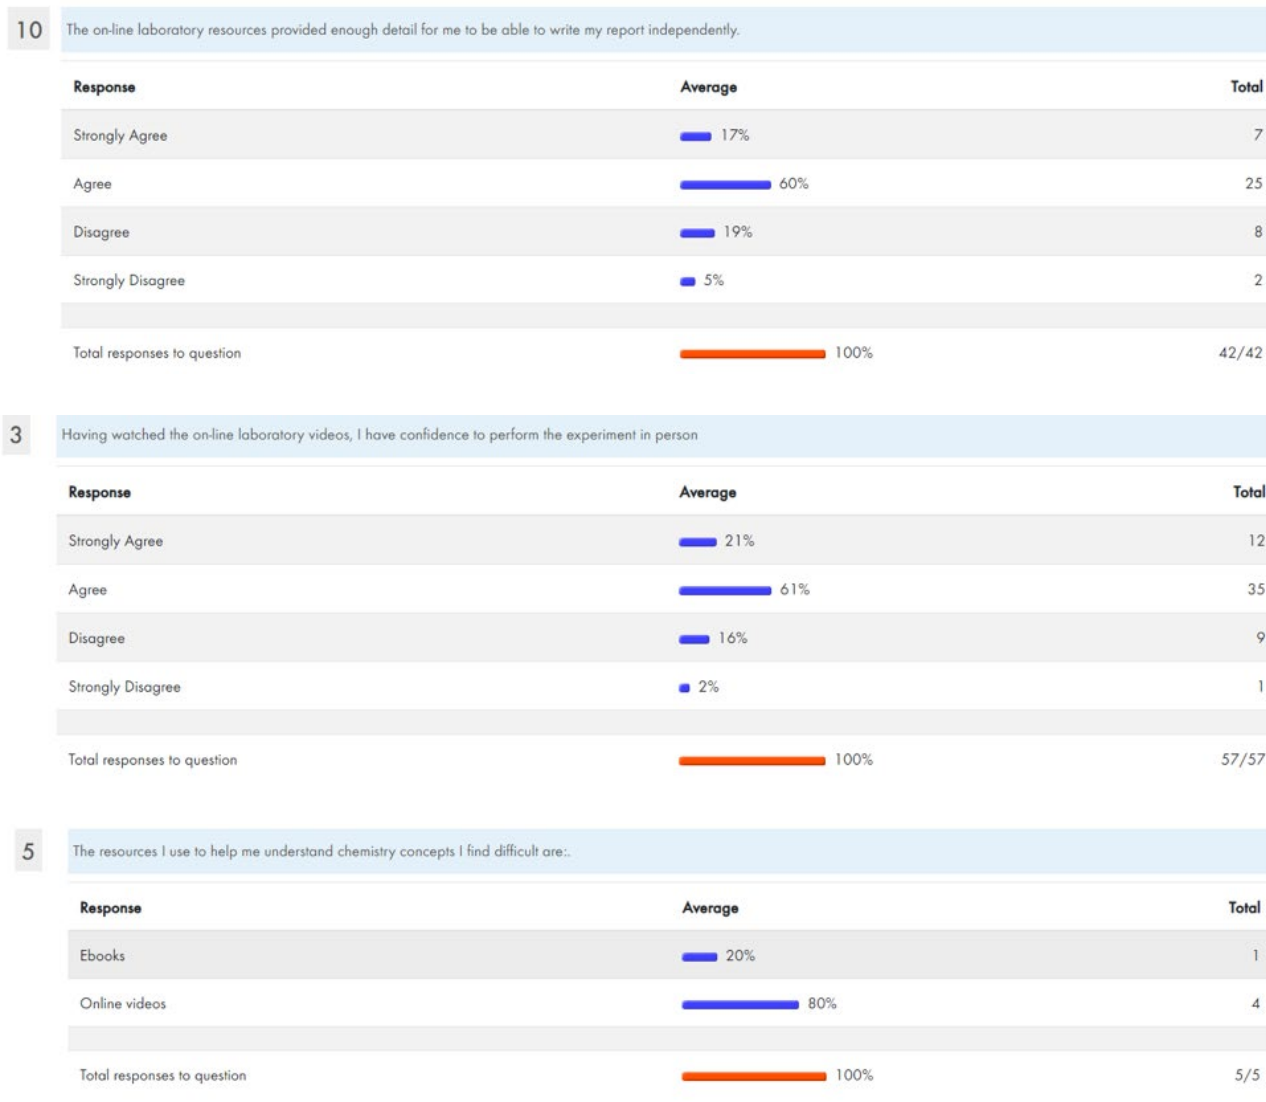 10 The on-line laboratory resources provided enough detail for me to be able to write my report independently.
Response Average Total
Strongly Agree 17% 7
Agree 60% 25
Disagree 19% 8
Strongly Disagree 5% 2
Total responses to question 100% 42/42
3 Having watched the on-line laboratory videos, I have confidence to perform the experiment in person
Response Average Total
Strongly Agree 21% 12
Agree 61% 35
Disagree 16% 9
Strongly Disagree 2% 1
Total responses to question 100% 57/57
5 The resources I use to help me understand chemistry concepts I find difficult are:.
Response Average Total
Ebooks 20% 1
Online videos 80% 4
Total responses to question 100% 5/5